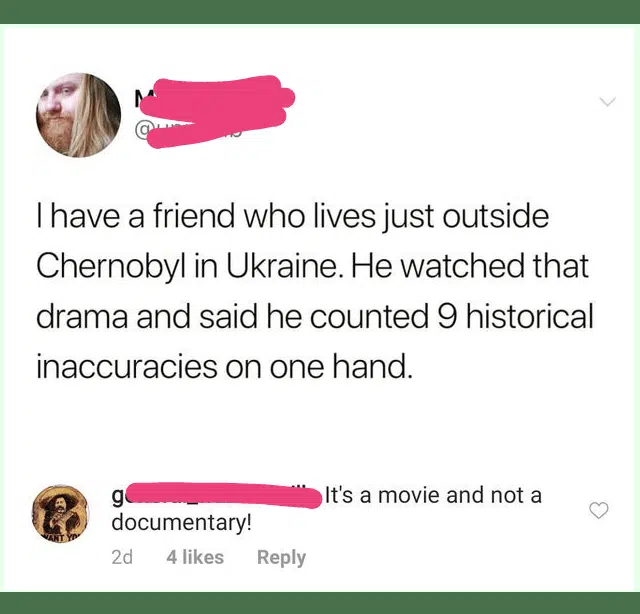 I have a friend who lives just outside
Chernobyl in Ukraine. He watched that
drama and said he counted 9 historical
inaccuracies on one hand.
It's a movie and not a
documentary!
2d 4 likes Reply